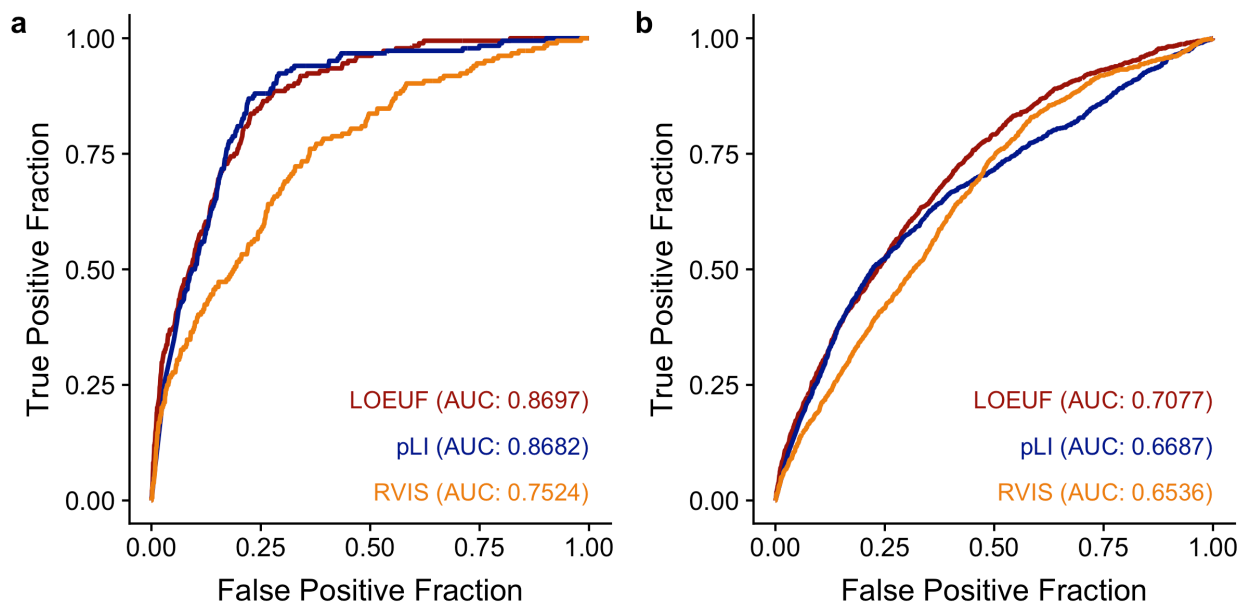 a
1.00
0.75
0.50
0.25
0.00
True Positive Fraction
LOEUF (AUC: 0.8697)
pLI (AUC: 0.8682)
RVIS (AUC: 0.7524)
0.00 0.25 0.50 0.75 1.00
False Positive Fraction
b
1.00
0.75
0.50
0.25
0.00
True Positive Fraction
LOEUF (AUC: 0.7077)
pLI (AUC: 0.6687)
RVIS (AUC: 0.6536)
0.00 0.25 0.50 0.75 1.00
False Positive Fraction